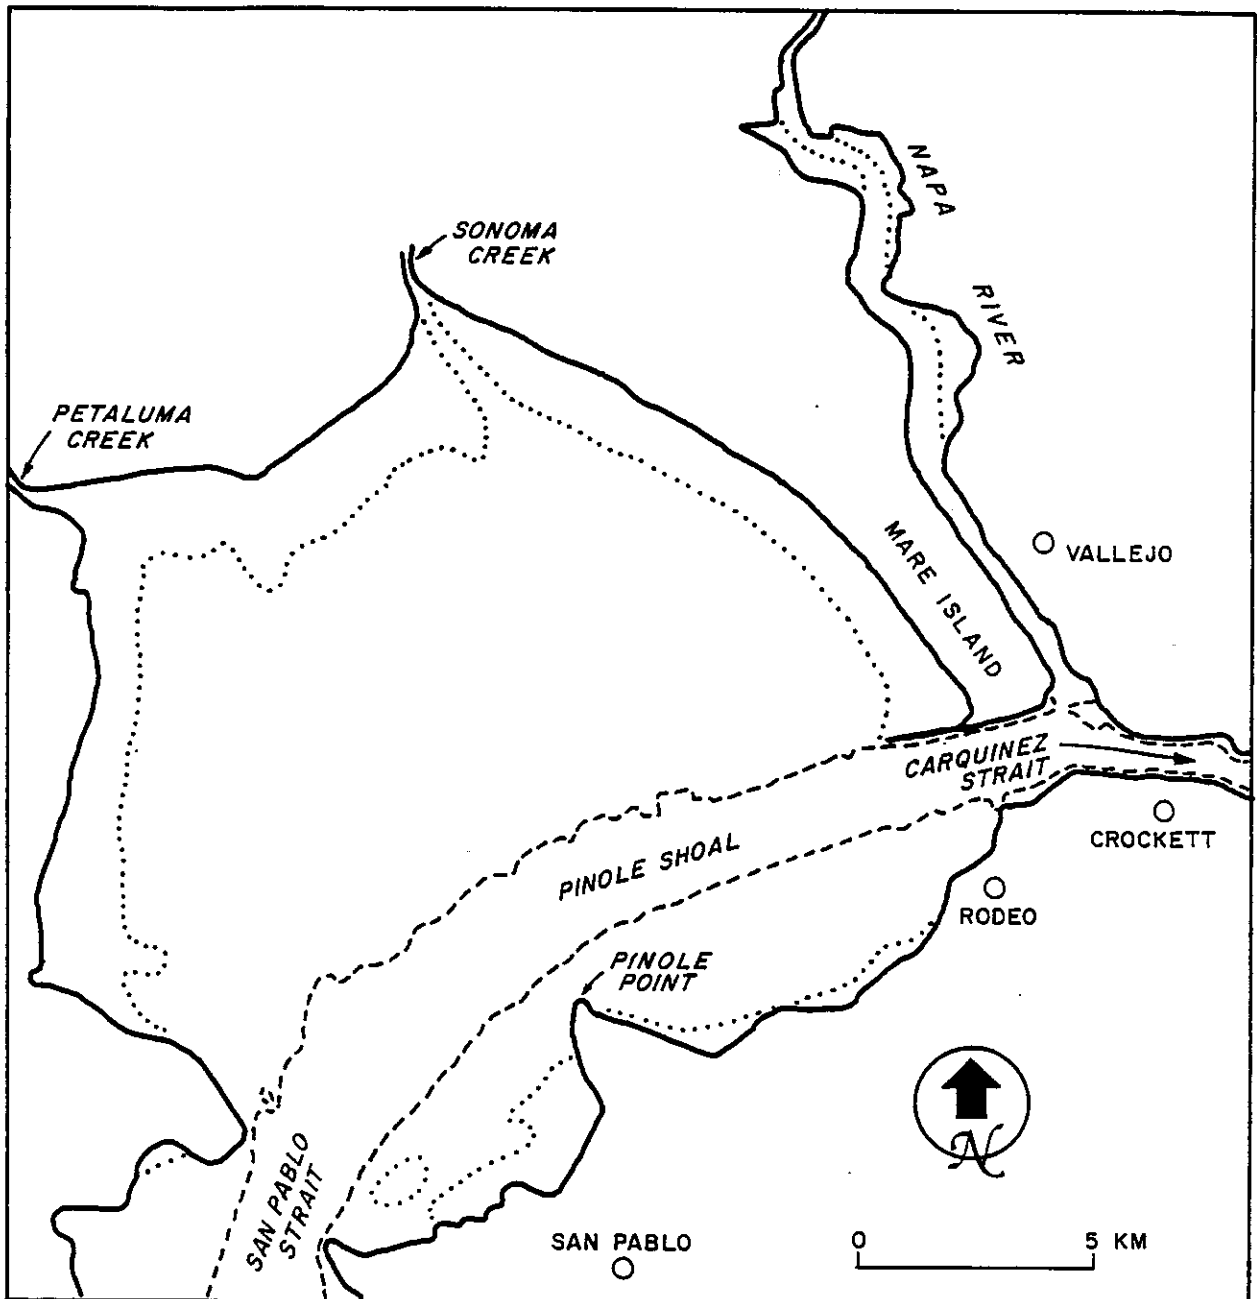 NAPA
RIVER
SONOMA
CREEK
PETALUMA
CREEK
MARE ISLAND
VALLEJO
CARQUINEZ
STRAIT
CROCKETT
PINOLE SHOAL
RODEO
PINOLE
POINT
SAN PABLO
STRAIT
N
SAN PABLO
0 5 KM